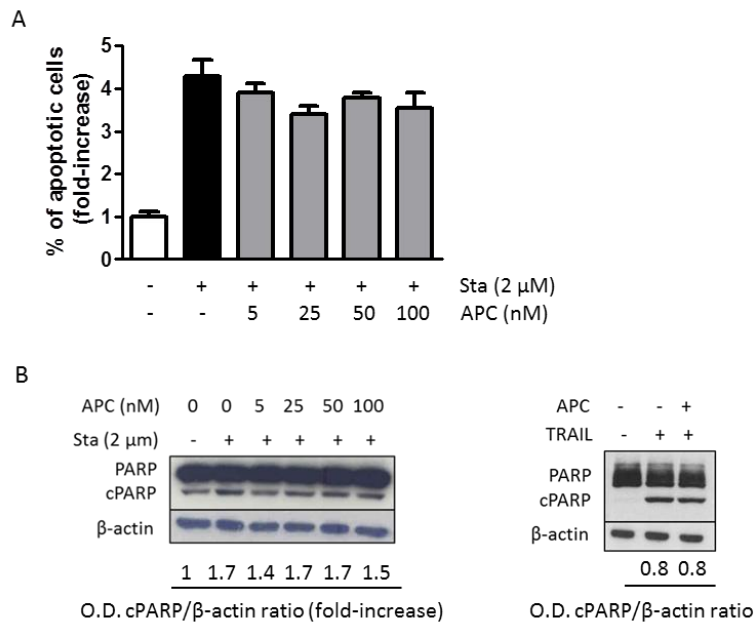 A
% of apoptotic cells
(fold-increase)
5
4
3
2
1
0
- + + + + + Sta (2 μM)
- - 5 25 50 100 APC (nM)
B
APC (nM) 0 0 5 25 50 100
Sta (2 μm) - + + + + +
PARP
cPARP
β-actin
1 1.7 1.4 1.7 1.7 1.5
O.D. cPARP/β-actin ratio (fold-increase)
APC - - +
TRAIL - + +
PARP
cPARP
β-actin
0.8 0.8
O.D. cPARP/β-actin ratio